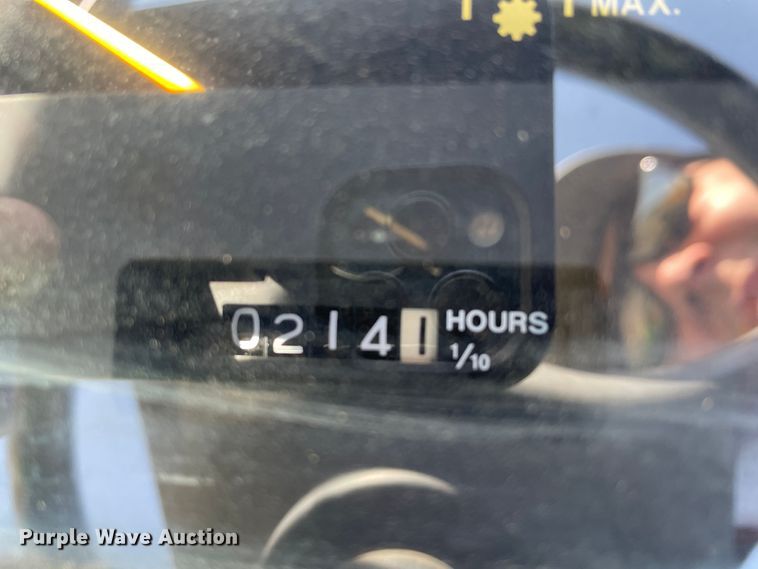 MAX.
02141 HOURS
1/10
Purple Wave Auction